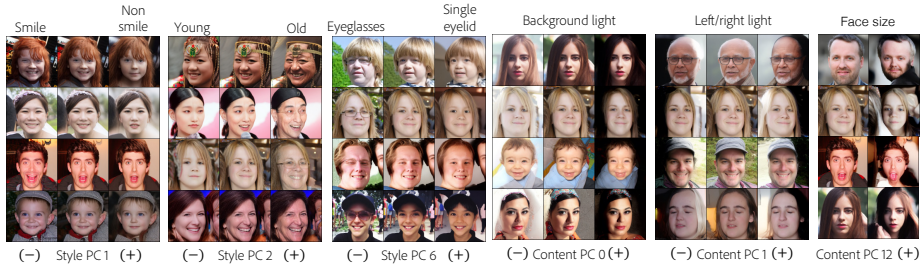 Smile Non smile
Young Old
Eyeglasses Single eyelid
Background light
Left/right light
Face size
(−) Style PC 1 (+)
(−) Style PC 2 (+)
(−) Style PC 6 (+)
(−) Content PC 0 (+)
(−) Content PC 1 (+)
Content PC 12 (+)